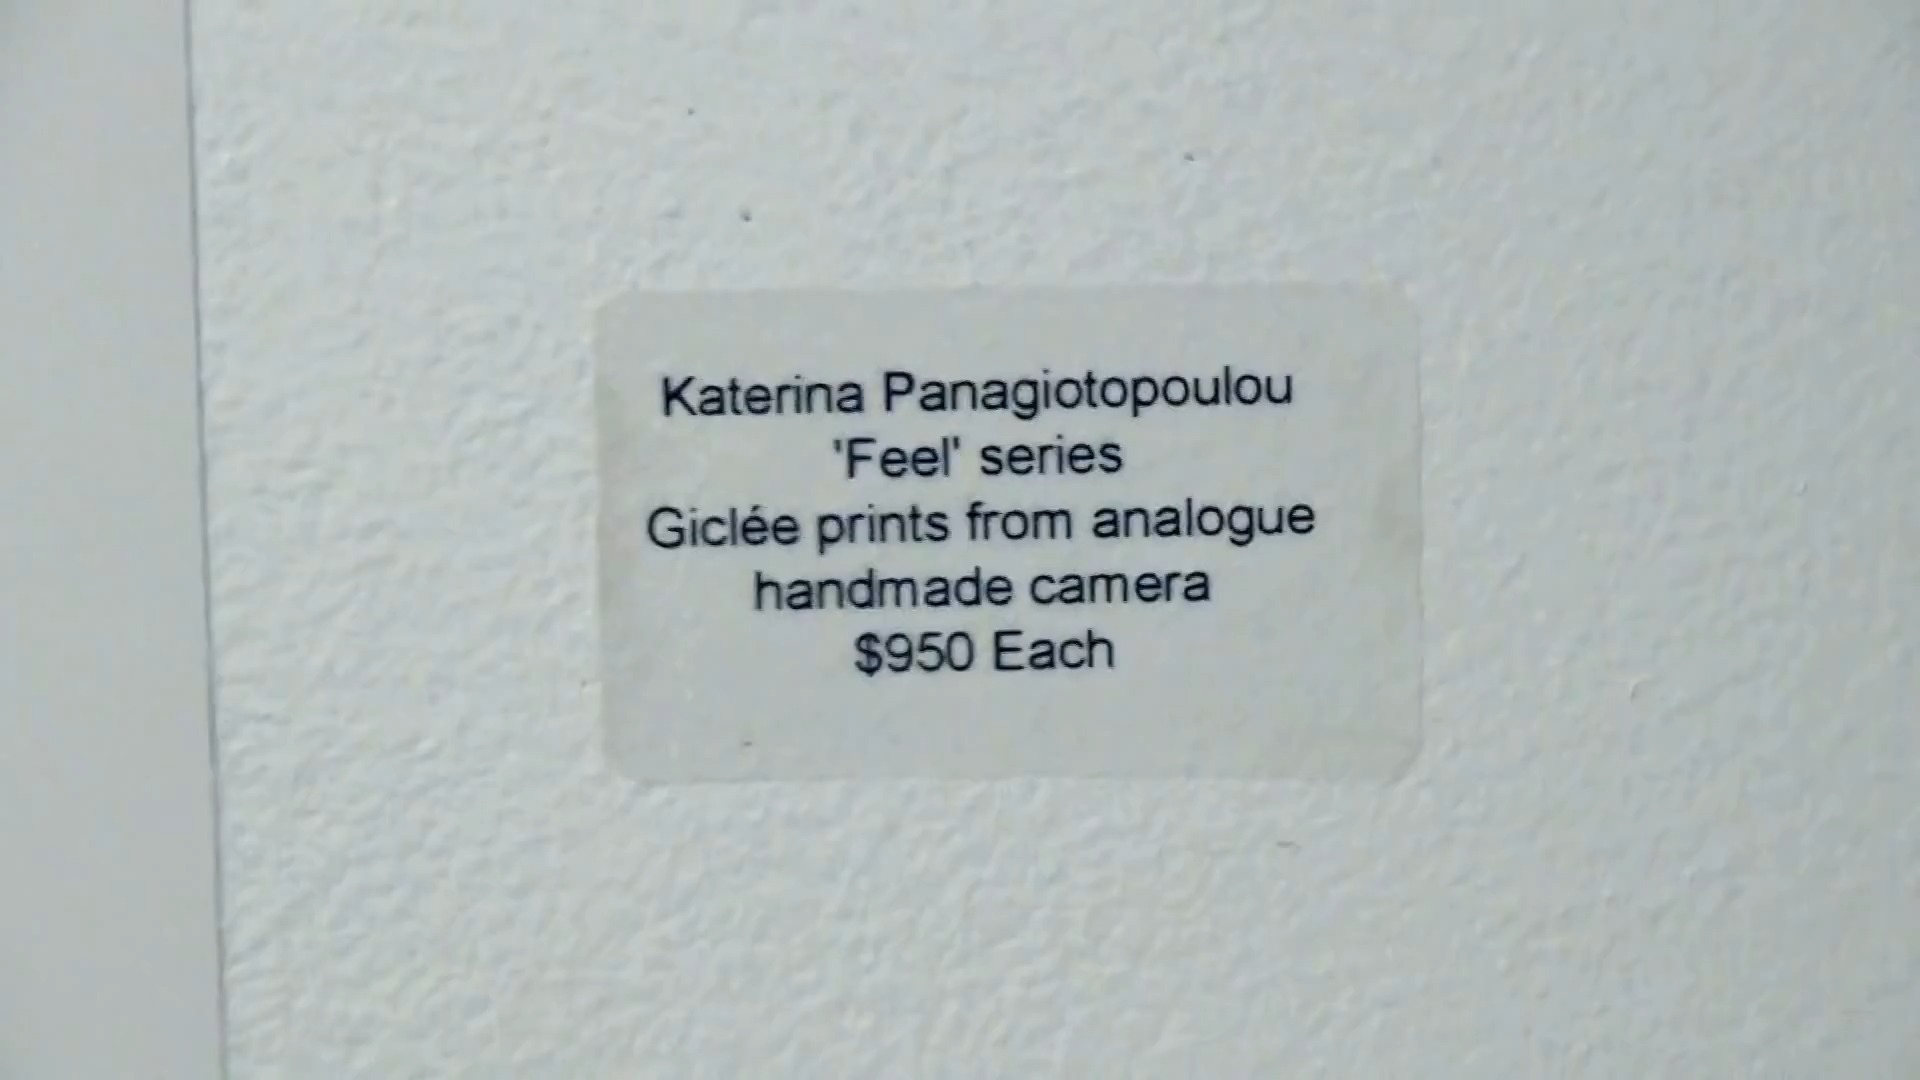 Katerina Panagiotopoulou
'Feel' series
Giclée prints from analogue
handmade camera
$950 Each